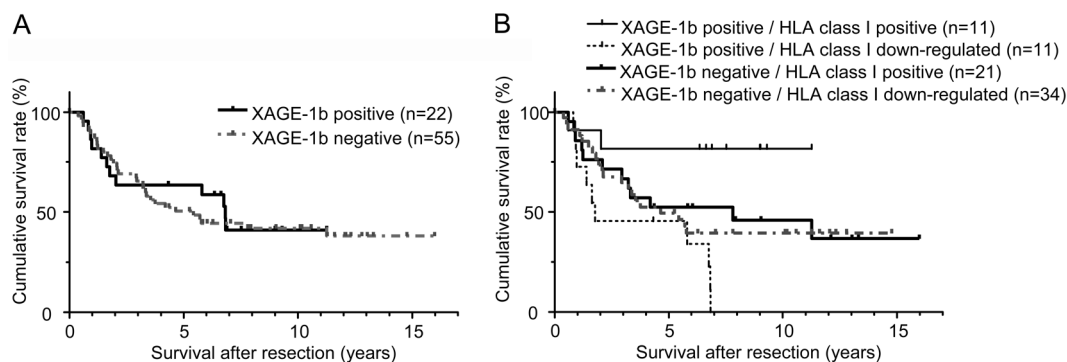 A
XAGE-1b positive (n=22)
XAGE-1b negative (n=55)
Cumulative survival rate (%)
100
50
0
0 5 10 15
Survival after resection (years)
B
XAGE-1b positive / HLA class I positive (n=11)
XAGE-1b positive / HLA class I down-regulated (n=11)
XAGE-1b negative / HLA class I positive (n=21)
XAGE-1b negative / HLA class I down-regulated (n=34)
Cumulative survival rate (%)
100
50
0
0 5 10 15
Survival after resection (years)